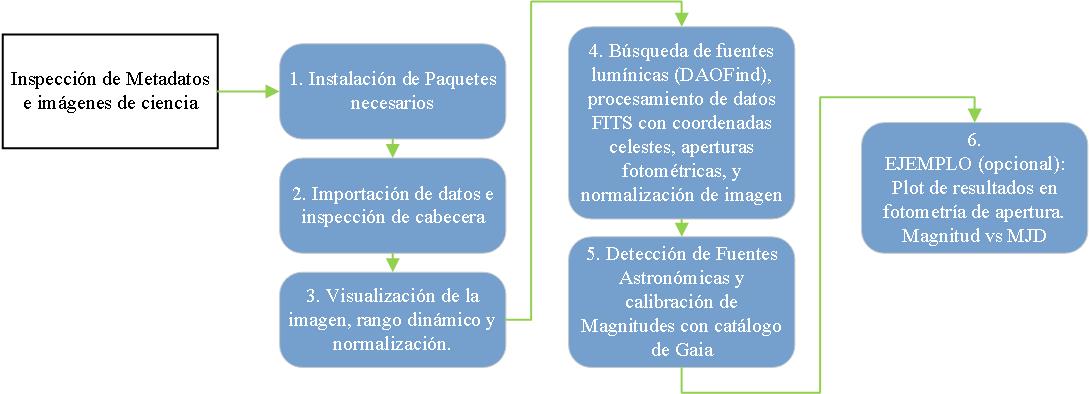 Inspección de Metadatos
e imágenes de ciencia
1. Instalación de Paquetes
necesarios
2. Importación de datos e
inspección de cabecera
3. Visualización de la
imagen, rango dinámico y
normalización.
4. Búsqueda de fuentes
lumínicas (DAOFind),
procesamiento de datos
FITS con coordenadas
celestes, aperturas
fotométricas, y
normalización de imagen
5. Detección de Fuentes
Astronómicas y
calibración de
Magnitudes con catálogo
de Gaia
6.
EJEMPLO (opcional):
Plot de resultados en
fotometría de apertura.
Magnitud vs MJD